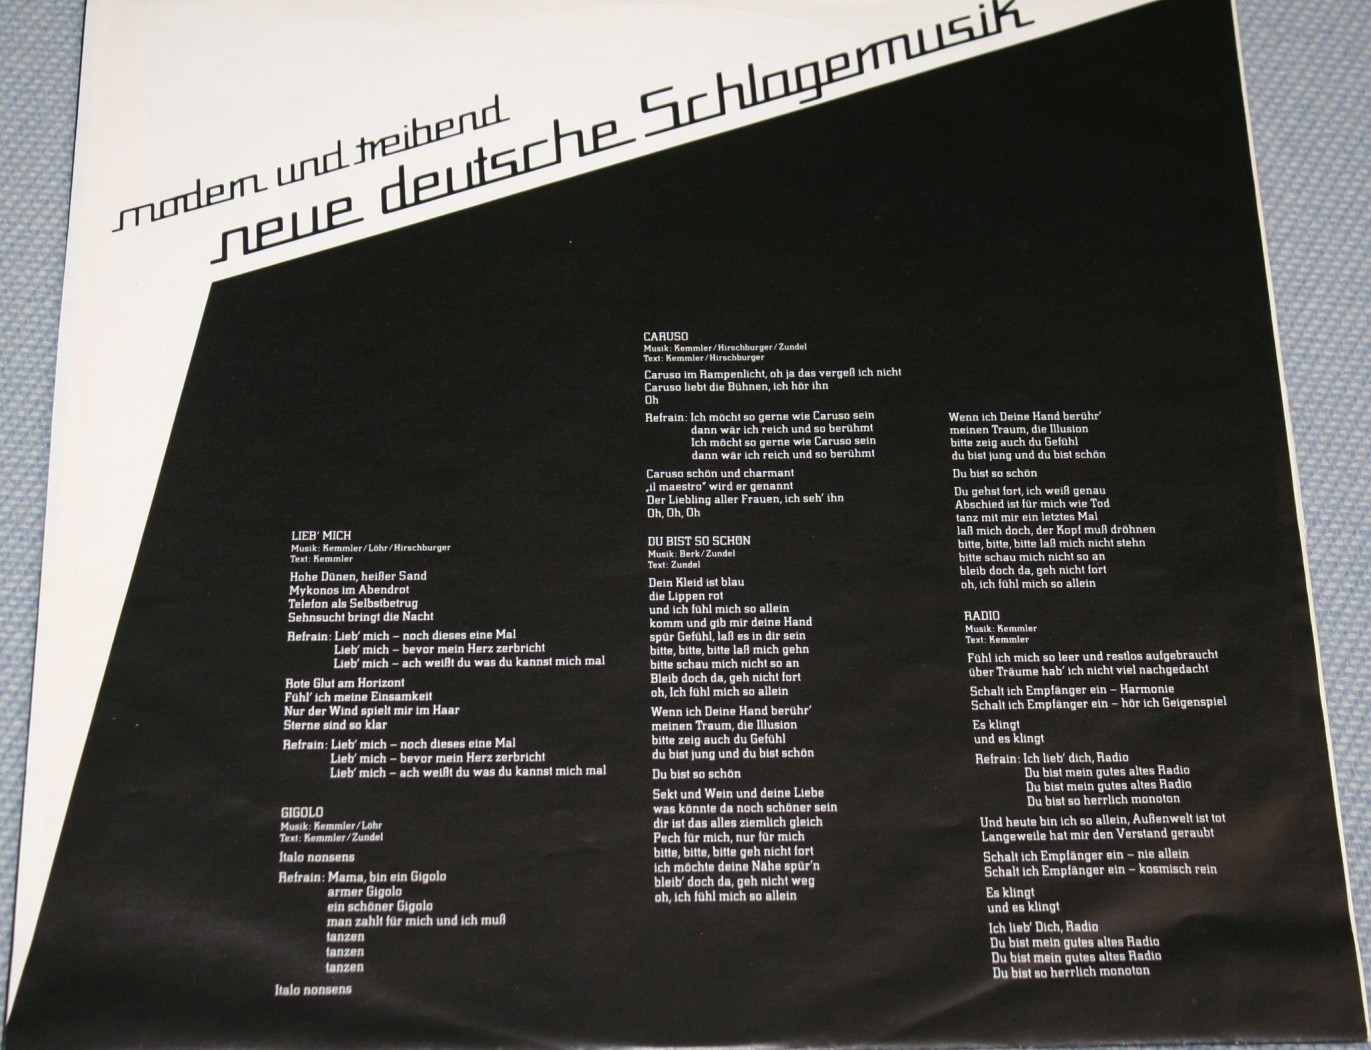 modern und treibend
neue deutsche Schlagermusik
LIEB' MICH
Musik: Kemmler/Löhr/Hirschburger
Text: Kemmler
Hohe Dünen, heißer Sand
Mykonos im Abendrot
Telefon als Selbstbetrug
Sehnsucht bringt die Nacht
Refrain: Lieb' mich – noch dieses eine Mal
Lieb' mich – bevor mein Herz zerbricht
Lieb' mich – ach weißt du was du kannst mich mal
Rote Glut am Horizont
Fühl' ich meine Einsamkeit
Nur der Wind spielt mir im Haar
Sterne sind so klar
Refrain: Lieb' mich – noch dieses eine Mal
Lieb' mich – bevor mein Herz zerbricht
Lieb' mich – ach weißt du was du kannst mich mal
GIGOLO
Musik: Kemmler/Löhr
Text: Kemmler/Zundel
Italo nonsens
Refrain: Mama, bin ein Gigolo
armer Gigolo
ein schöner Gigolo
man zahlt für mich und ich muß
tanzen
tanzen
tanzen
Italo nonsens
CARUSO
Musik: Kemmler/Hirschburger/Zundel
Text: Kemmler/Hirschburger
Caruso im Rampenlicht, oh ja das vergeß ich nicht
Caruso liebt die Bühnen, ich hör ihn
Oh
Refrain: Ich möcht so gerne wie Caruso sein
dann wär ich reich und so berühmt
Ich möcht so gerne wie Caruso sein
dann wär ich reich und so berühmt
Caruso schön und charmant
„il maestro" wird er genannt
Der Liebling aller Frauen, ich seh' ihn
Oh, Oh, Oh
DU BIST SO SCHÖN
Musik: Berk/Zundel
Text: Zundel
Dein Kleid ist blau
die Lippen rot
und ich fühl mich so allein
komm und gib mir deine Hand
spür Gefühl, laß es in dir sein
bitte, bitte, bitte laß mich gehn
bitte schau mich nicht so an
Bleib doch da, geh nicht fort
oh, Ich fühl mich so allein
Wenn ich Deine Hand berühr'
meinen Traum, die Illusion
bitte zeig auch du Gefühl
du bist jung und du bist schön
Du bist so schön
Sekt und Wein und deine Liebe
was könnte da noch schöner sein
dir ist das alles ziemlich gleich
Pech für mich, nur für mich
bitte, bitte, bitte geh nicht fort
ich möchte deine Nähe spür'n
bleib' doch da, geh nicht weg
oh, ich fühl mich so allein
Wenn ich Deine Hand berühr'
meinen Traum, die Illusion
bitte zeig auch du Gefühl
du bist jung und du bist schön
Du bist so schön
Du gehst fort, ich weiß genau
Abschied ist für mich wie Tod
tanz mit mir ein letztes Mal
laß mich doch, der Kopf muß dröhnen
bitte, bitte, bitte laß mich nicht stehn
bitte schau mich nicht so an
bleib doch da, geh nicht fort
oh, ich fühl mich so allein
RADIO
Musik: Kemmler
Text: Kemmler
Fühl ich mich so leer und restlos aufgebraucht
über Träume hab' ich nicht viel nachgedacht
Schalt ich Empfänger ein – Harmonie
Schalt ich Empfänger ein – hör ich Geigenspiel
Es klingt
und es klingt
Refrain: Ich lieb' dich, Radio
Du bist mein gutes altes Radio
Du bist mein gutes altes Radio
Du bist so herrlich monoton
Und heute bin ich so allein, Außenwelt ist tot
Langeweile hat mir den Verstand geraubt
Schalt ich Empfänger ein – nie allein
Schalt ich Empfänger ein – kosmisch rein
Es klingt
und es klingt
Ich lieb' Dich, Radio
Du bist mein gutes altes Radio
Du bist mein gutes altes Radio
Du bist so herrlich monoton